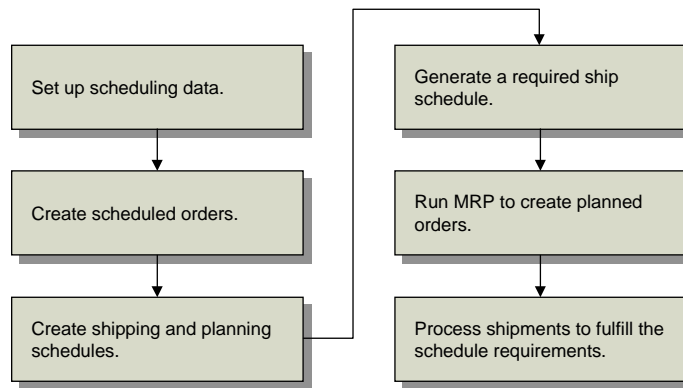 Set up scheduling data.
Create scheduled orders.
Create shipping and planning
schedules.
Generate a required ship
schedule.
Run MRP to create planned
orders.
Process shipments to fulfill the
schedule requirements.